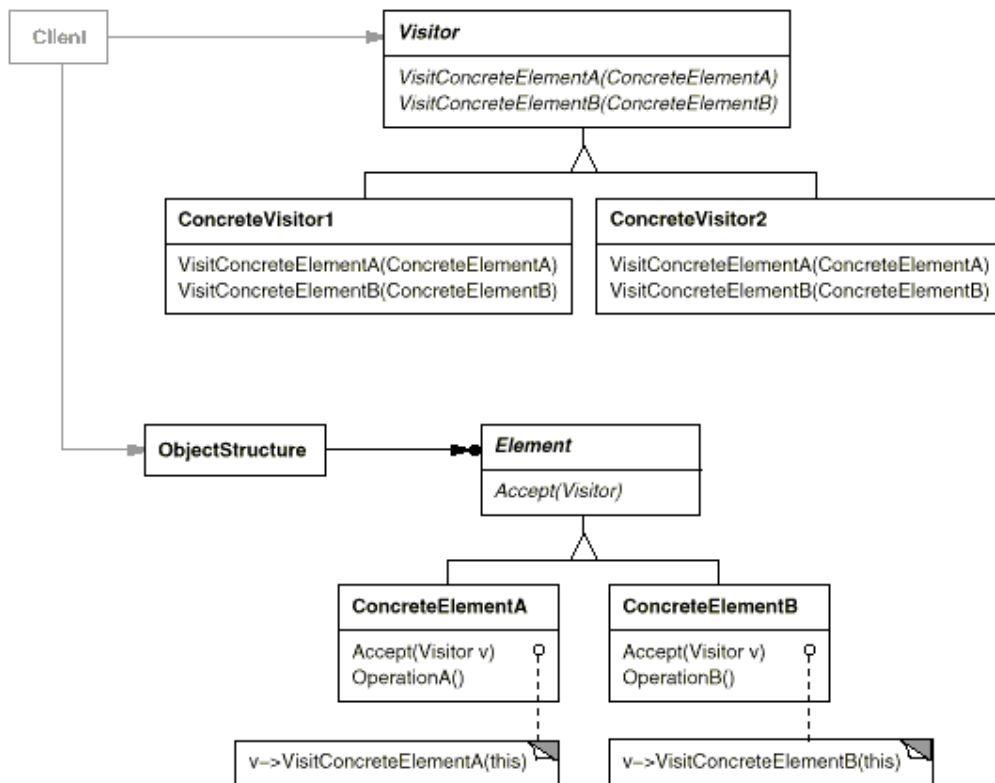 Client
Visitor
VisitConcreteElementA(ConcreteElementA)
VisitConcreteElementB(ConcreteElementB)
ConcreteVisitor1
VisitConcreteElementA(ConcreteElementA)
VisitConcreteElementB(ConcreteElementB)
ConcreteVisitor2
VisitConcreteElementA(ConcreteElementA)
VisitConcreteElementB(ConcreteElementB)
ObjectStructure
Element
Accept(Visitor)
ConcreteElementA
Accept(Visitor v)
OperationA()
ConcreteElementB
Accept(Visitor v)
OperationB()
v–>VisitConcreteElementA(this)
v–>VisitConcreteElementB(this)